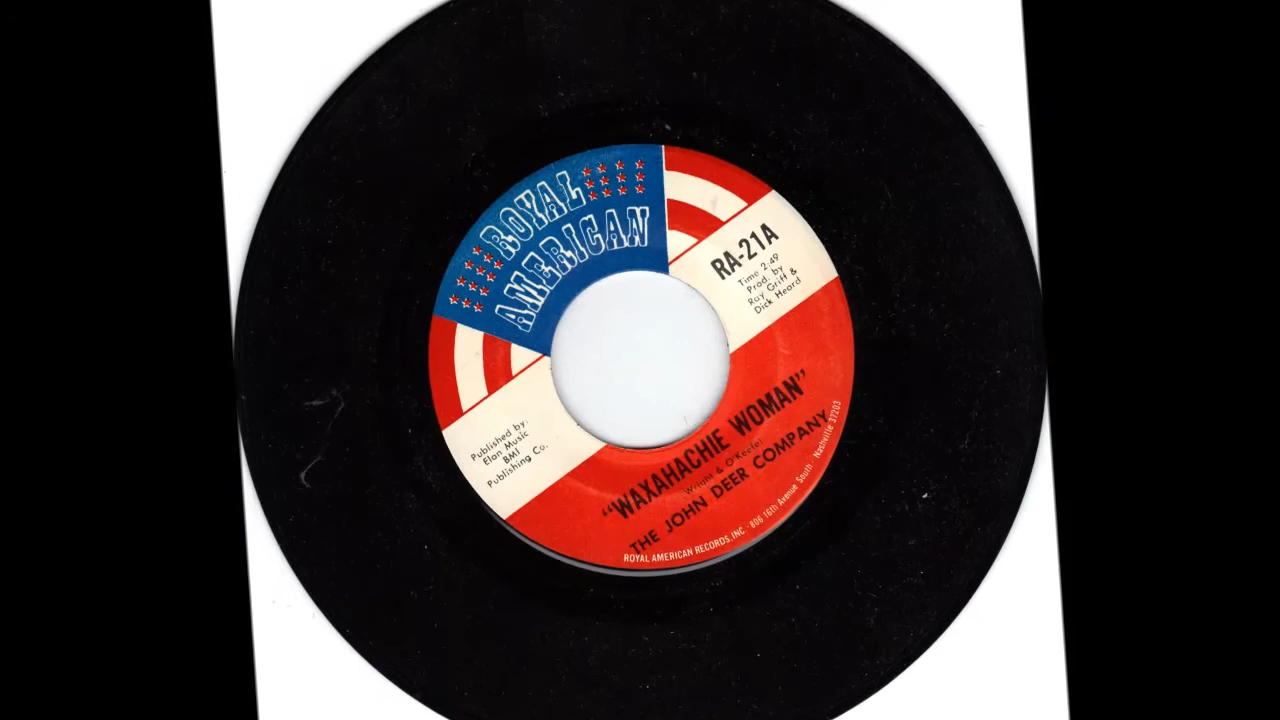 ROYAL
AMERICAN
RA-21A
Time 2:49
Prod. by
Ray Griff &
Dick Heard
Published by:
Elan Music
BMI
Publishing Co.
"WAXAHACHIE WOMAN"
Wright & O'Keefe)
THE JOHN DEER COMPANY
ROYAL AMERICAN RECORDS, INC · 806 16th Avenue South · Nashville 37203